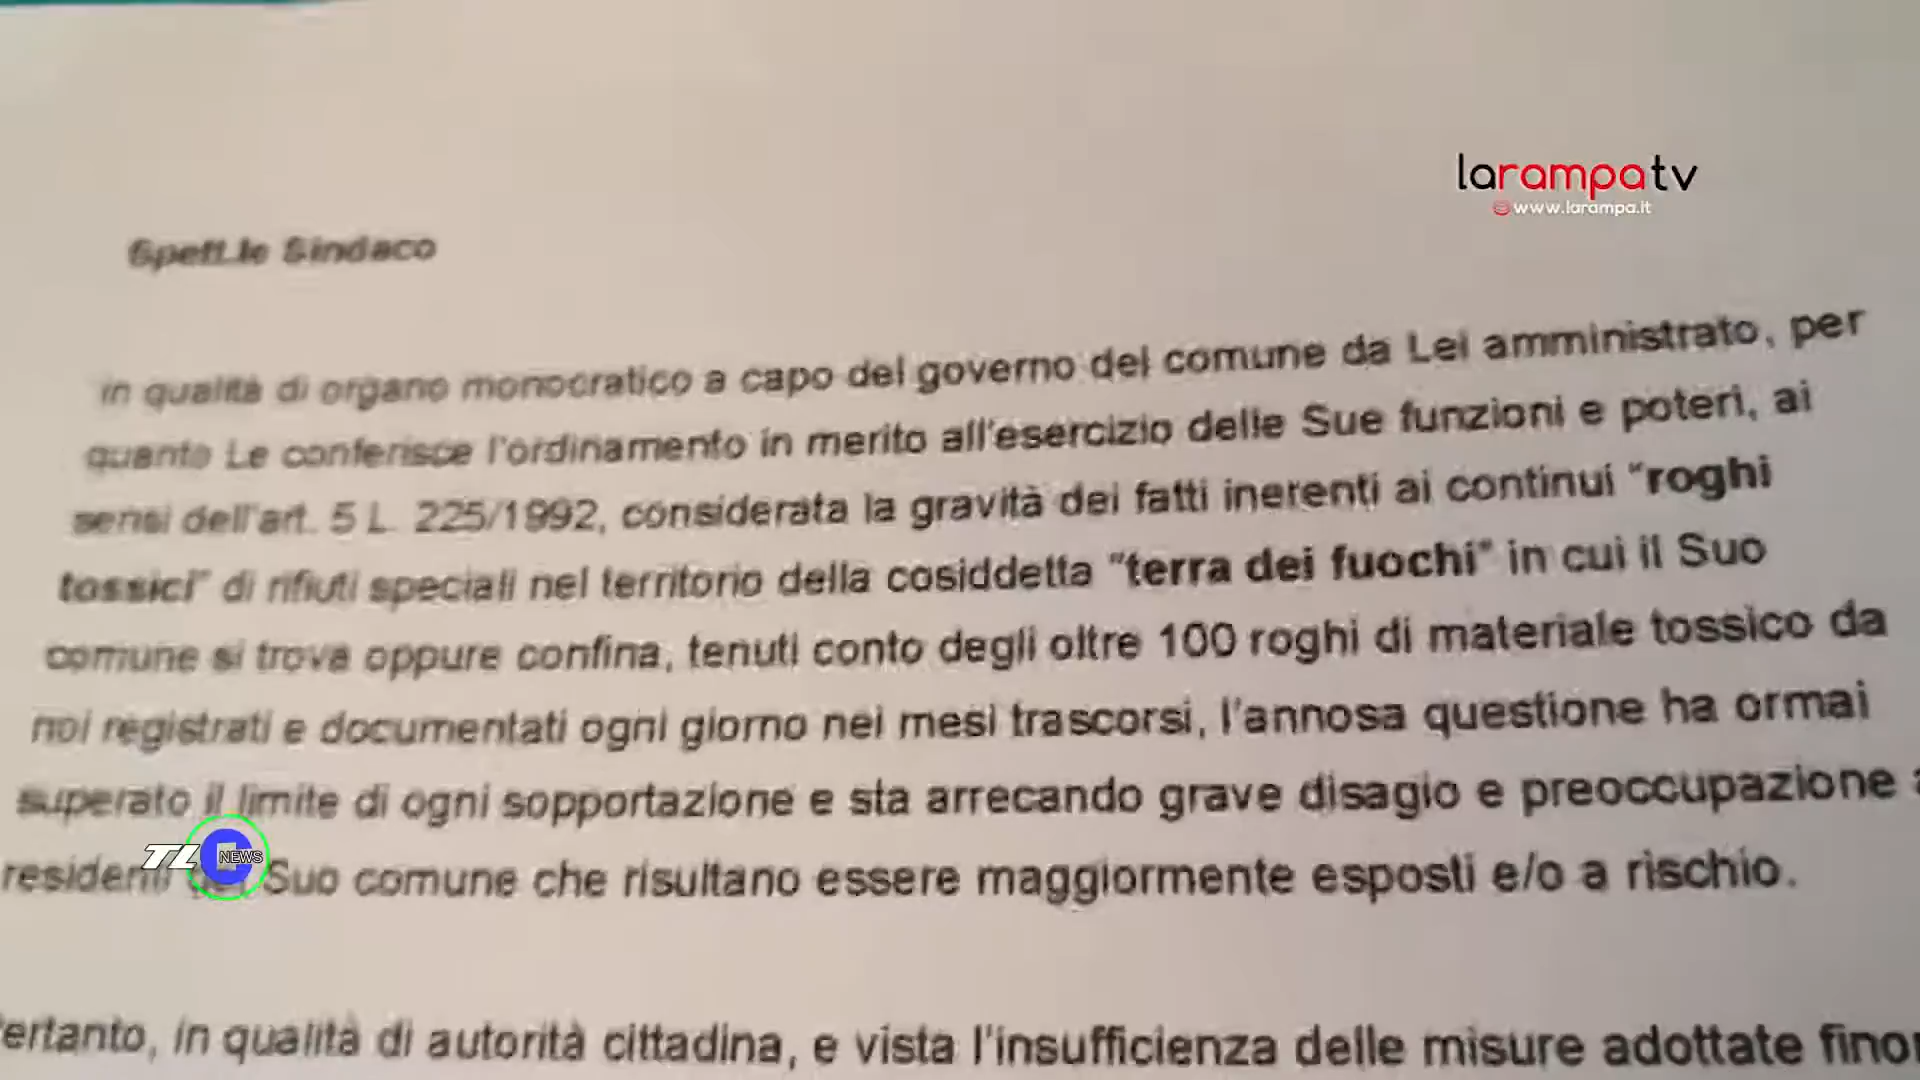 larampatv
www.larampa.it
Spett.le Sindaco
in qualità di organo monocratico a capo del governo del comune da Lei amministrato, per
quanto Le conferisce l'ordinamento in merito all'esercizio delle Sue funzioni e poteri, ai
sensi dell'art. 5 L. 225/1992, considerata la gravità dei fatti inerenti ai continui "roghi
tossici" di rifiuti speciali nel territorio della cosiddetta "terra dei fuochi" in cui il Suo
comune si trova oppure confina, tenuti conto degli oltre 100 roghi di materiale tossico da
noi registrati e documentati ogni giorno nei mesi trascorsi, l'annosa questione ha ormai
superato il limite di ogni sopportazione e sta arrecando grave disagio e preoccupazione a
residenti del Suo comune che risultano essere maggiormente esposti e/o a rischio.
TLC NEWS
Pertanto, in qualità di autorità cittadina, e vista l'insufficienza delle misure adottate finor